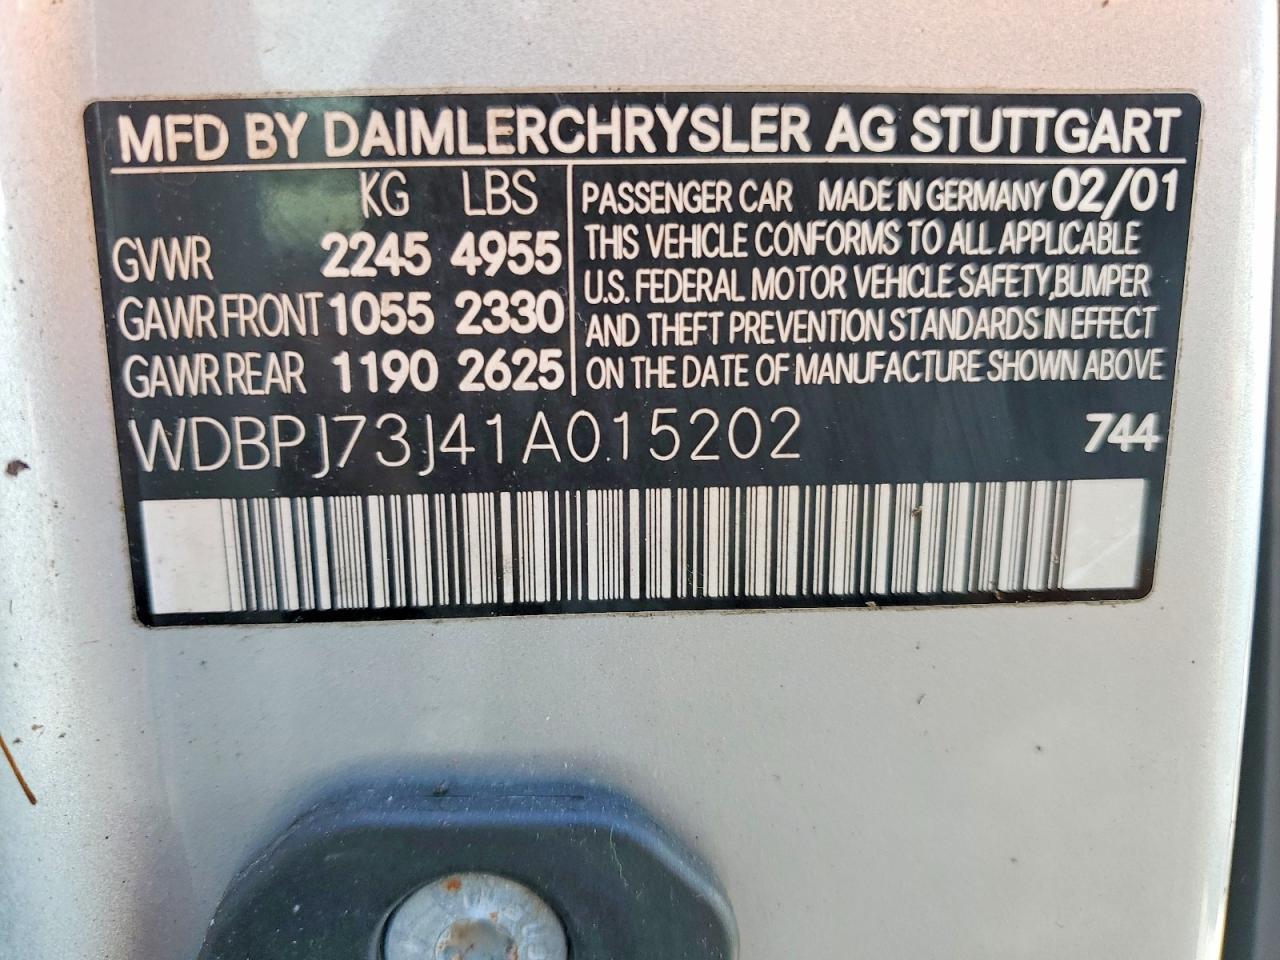 MFD BY DAIMLERCHRYSLER AG STUTTGART
KG LBS
GVWR 2245 4955
GAWR FRONT 1055 2330
GAWR REAR 1190 2625
PASSENGER CAR MADE IN GERMANY 02/01
THIS VEHICLE CONFORMS TO ALL APPLICABLE
U.S. FEDERAL MOTOR VEHICLE SAFETY,BUMPER
AND THEFT PREVENTION STANDARDS IN EFFECT
ON THE DATE OF MANUFACTURE SHOWN ABOVE
WDBPJ73J41A015202 744